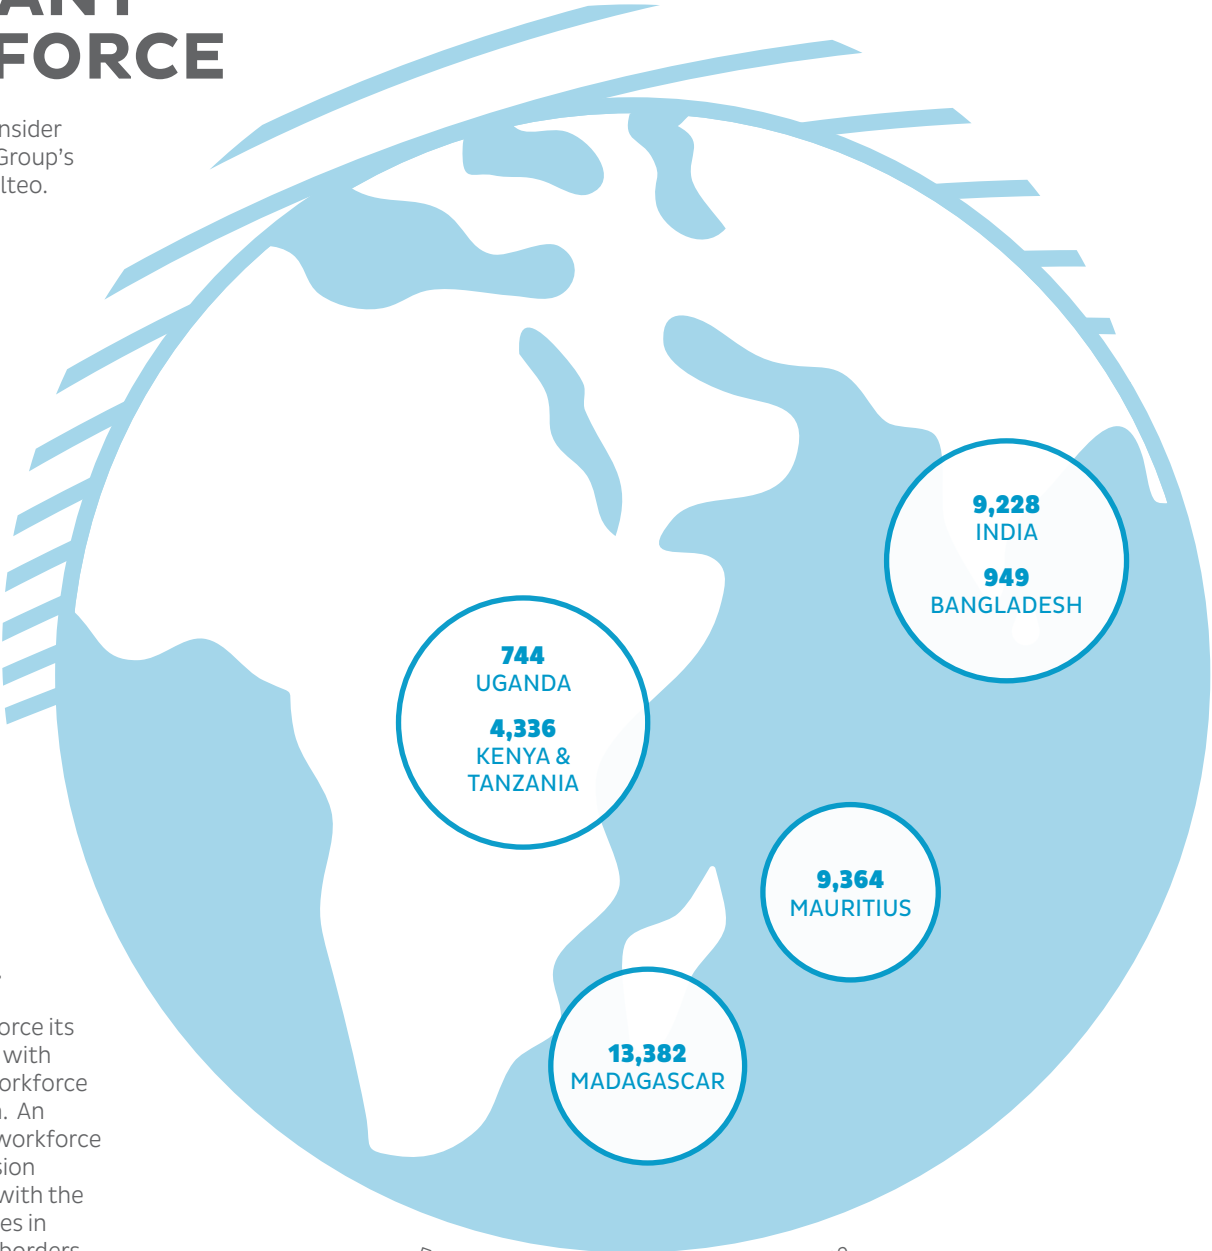 FORCE
nsider
Group's
lteo.
9,228
INDIA
949
BANGLADESH
744
UGANDA
4,336
KENYA &
TANZANIA
9,364
MAURITIUS
13,382
MADAGASCAR
orce its
with
orkforce
. An
workforce
sion
with the
es in
borders